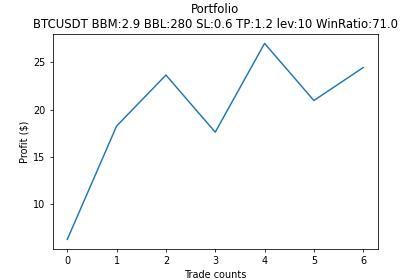 Portfolio
BTCUSDT BBM:2.9 BBL:280 SL:0.6 TP:1.2 lev:10 WinRatio:71.0
25
20
15
10
Profit ($)
0 1 2 3 4 5 6
Trade counts